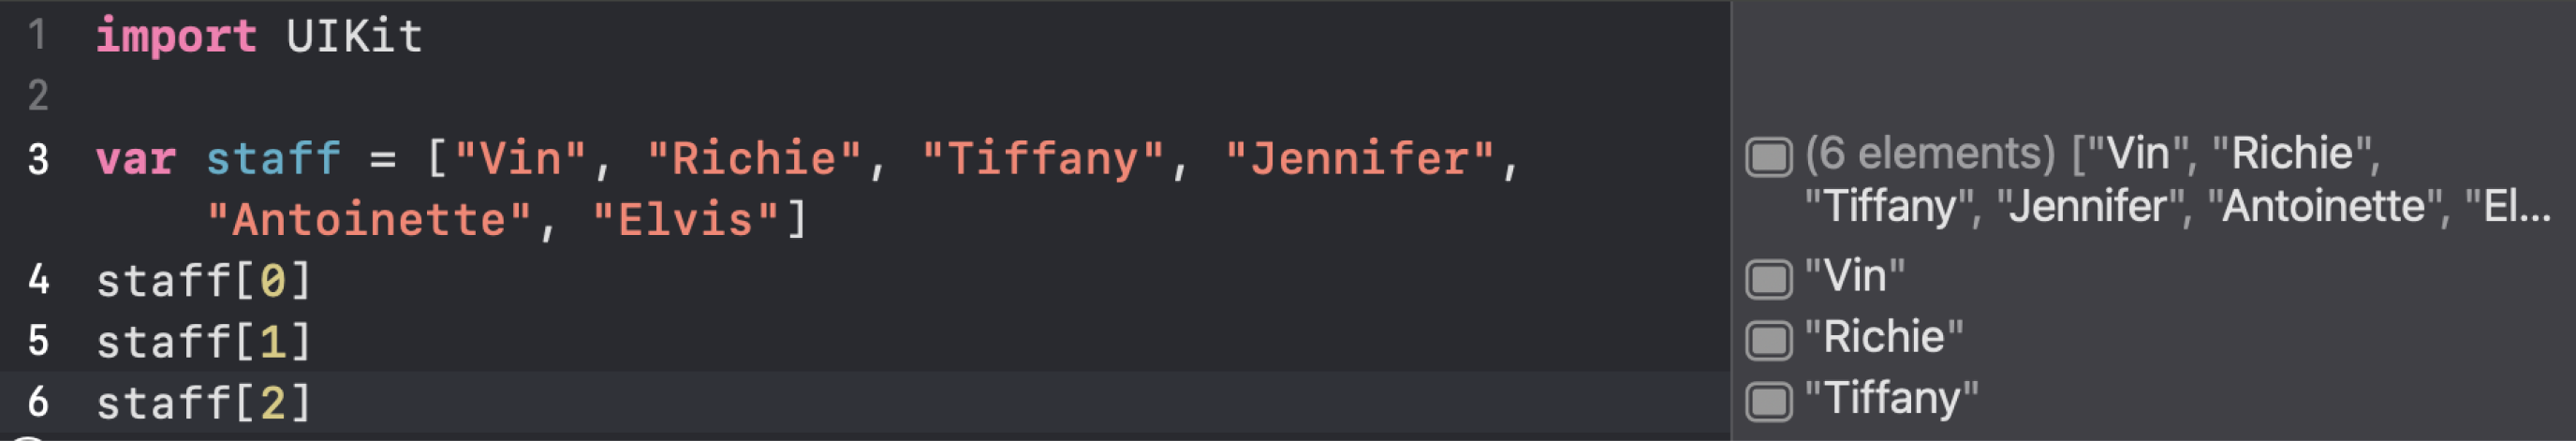 1 import UIKit
2
3 var staff = ["Vin", "Richie", "Tiffany", "Jennifer",
"Antoinette", "Elvis"]
4 staff[0]
5 staff[1]
6 staff[2]
(6 elements) ["Vin", "Richie",
"Tiffany", "Jennifer", "Antoinette", "El...
"Vin"
"Richie"
"Tiffany"